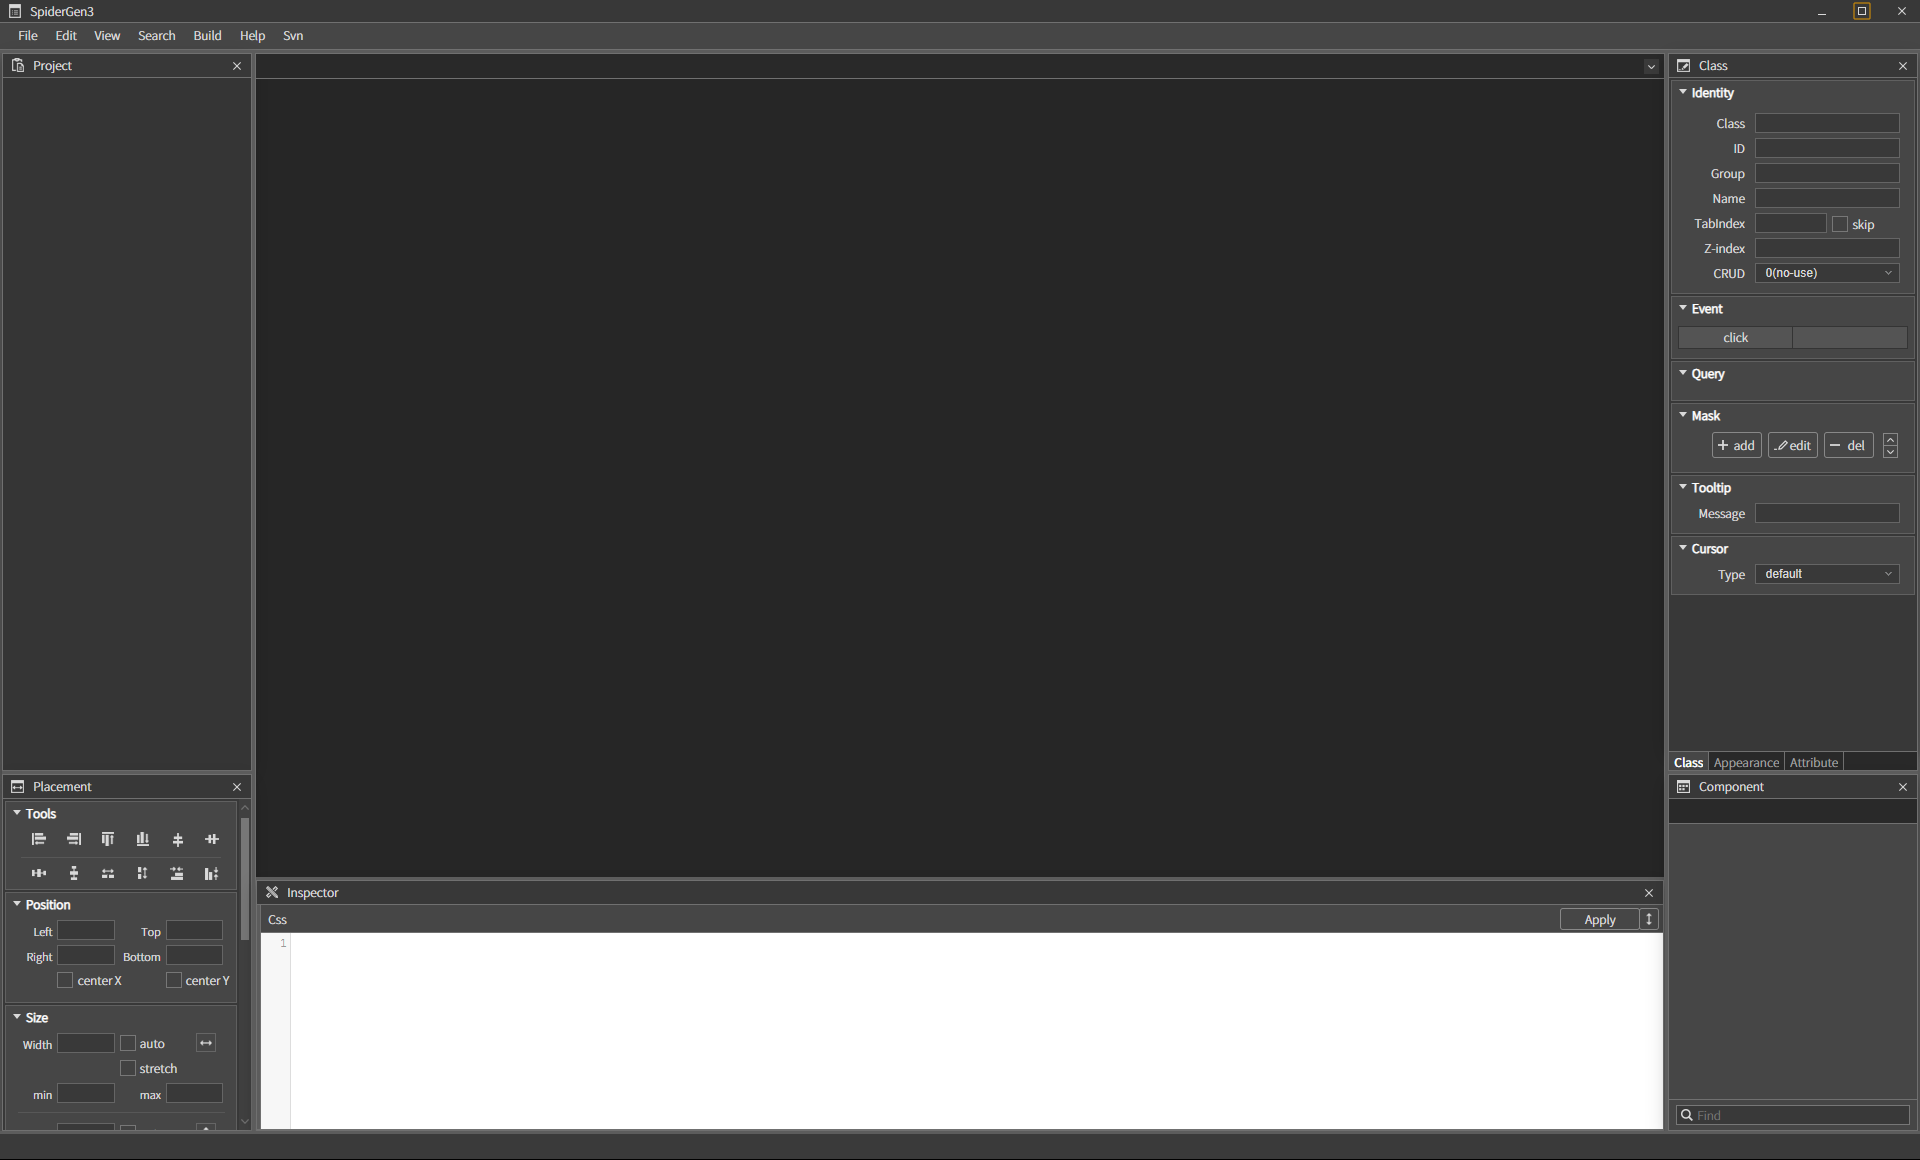 SpiderGen3
File Edit View Search Build Help Svn
Project
Placement
Tools
Position
Left Top
Right Bottom
center X center Y
Size
Width auto
stretch
min max
Inspector
Css Apply
1
Class
Identity
Class
ID
Group
Name
TabIndex skip
Z-index
CRUD 0(no-use)
Event
click
Query
Mask
add edit del
Tooltip
Message
Cursor
Type default
Class Appearance Attribute
Component
Find